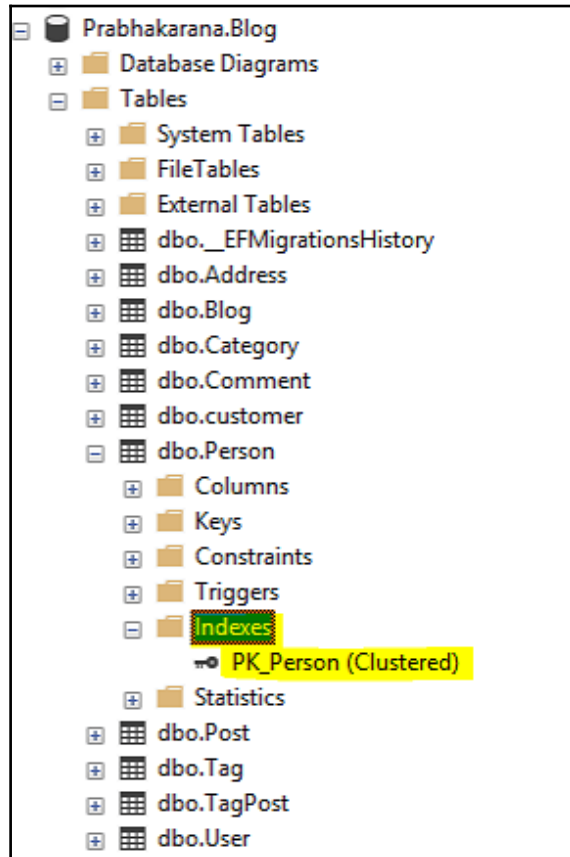 Prabhakarana.Blog
Database Diagrams
Tables
System Tables
FileTables
External Tables
dbo.__EFMigrationsHistory
dbo.Address
dbo.Blog
dbo.Category
dbo.Comment
dbo.customer
dbo.Person
Columns
Keys
Constraints
Triggers
Indexes
PK_Person (Clustered)
Statistics
dbo.Post
dbo.Tag
dbo.TagPost
dbo.User